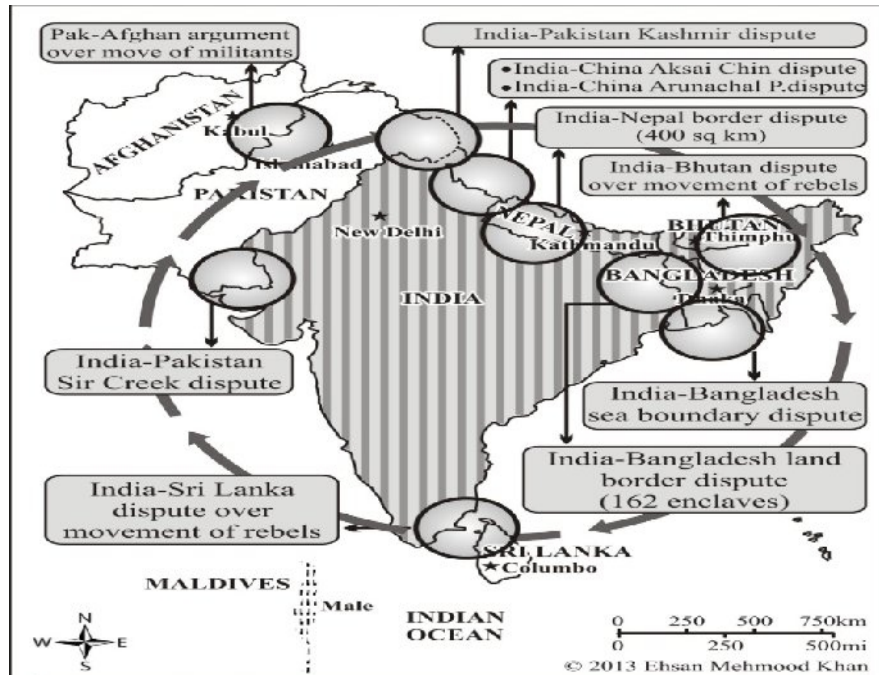 Pak-Afghan argument
over move of militants
India-Pakistan Kashmir dispute
•India-China Aksai Chin dispute
•India-China Arunachal P.dispute
India-Nepal border dispute
(400 sq km)
India-Bhutan dispute
over movement of rebels
AFGHANISTAN
Kabul
Islamabad
PAKISTAN
New Delhi
NEPAL
Kathmandu
BHUTAN
Thimphu
BANGLADESH
Dhaka
INDIA
India-Pakistan
Sir Creek dispute
India-Bangladesh
sea boundary dispute
India-Bangladesh land
border dispute
(162 enclaves)
India-Sri Lanka
dispute over
movement of rebels
SRI LANKA
Columbo
MALDIVES
Male
INDIAN
OCEAN
N
W E
S
0 250 500 750km
0 250 500mi
© 2013 Ehsan Mehmood Khan